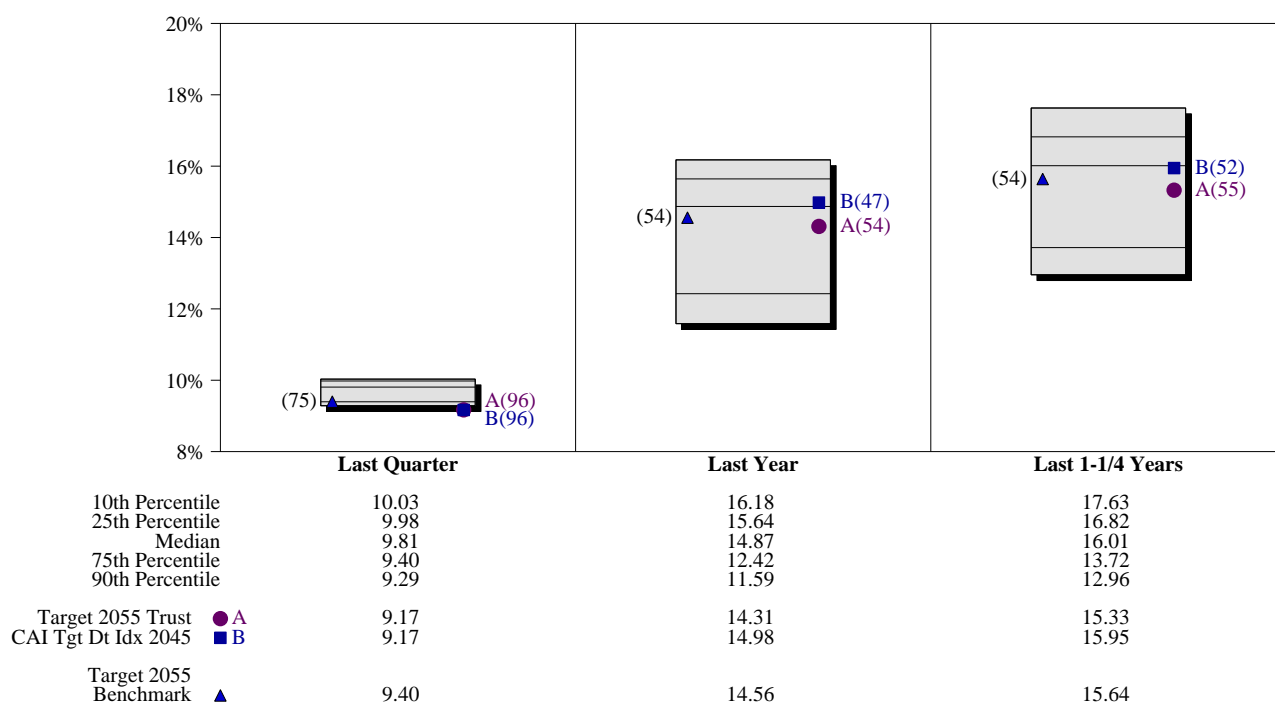 20%
18%
16%
14%
12%
10%
8%
(75)
A(96)
B(96)
(54)
B(47)
A(54)
(54)
B(52)
A(55)
Last Quarter Last Year Last 1-1/4 Years
10th Percentile 10.03 16.18 17.63
25th Percentile 9.98 15.64 16.82
Median 9.81 14.87 16.01
75th Percentile 9.40 12.42 13.72
90th Percentile 9.29 11.59 12.96
Target 2055 Trust A 9.17 14.31 15.33
CAI Tgt Dt Idx 2045 B 9.17 14.98 15.95
Target 2055
Benchmark 9.40 14.56 15.64